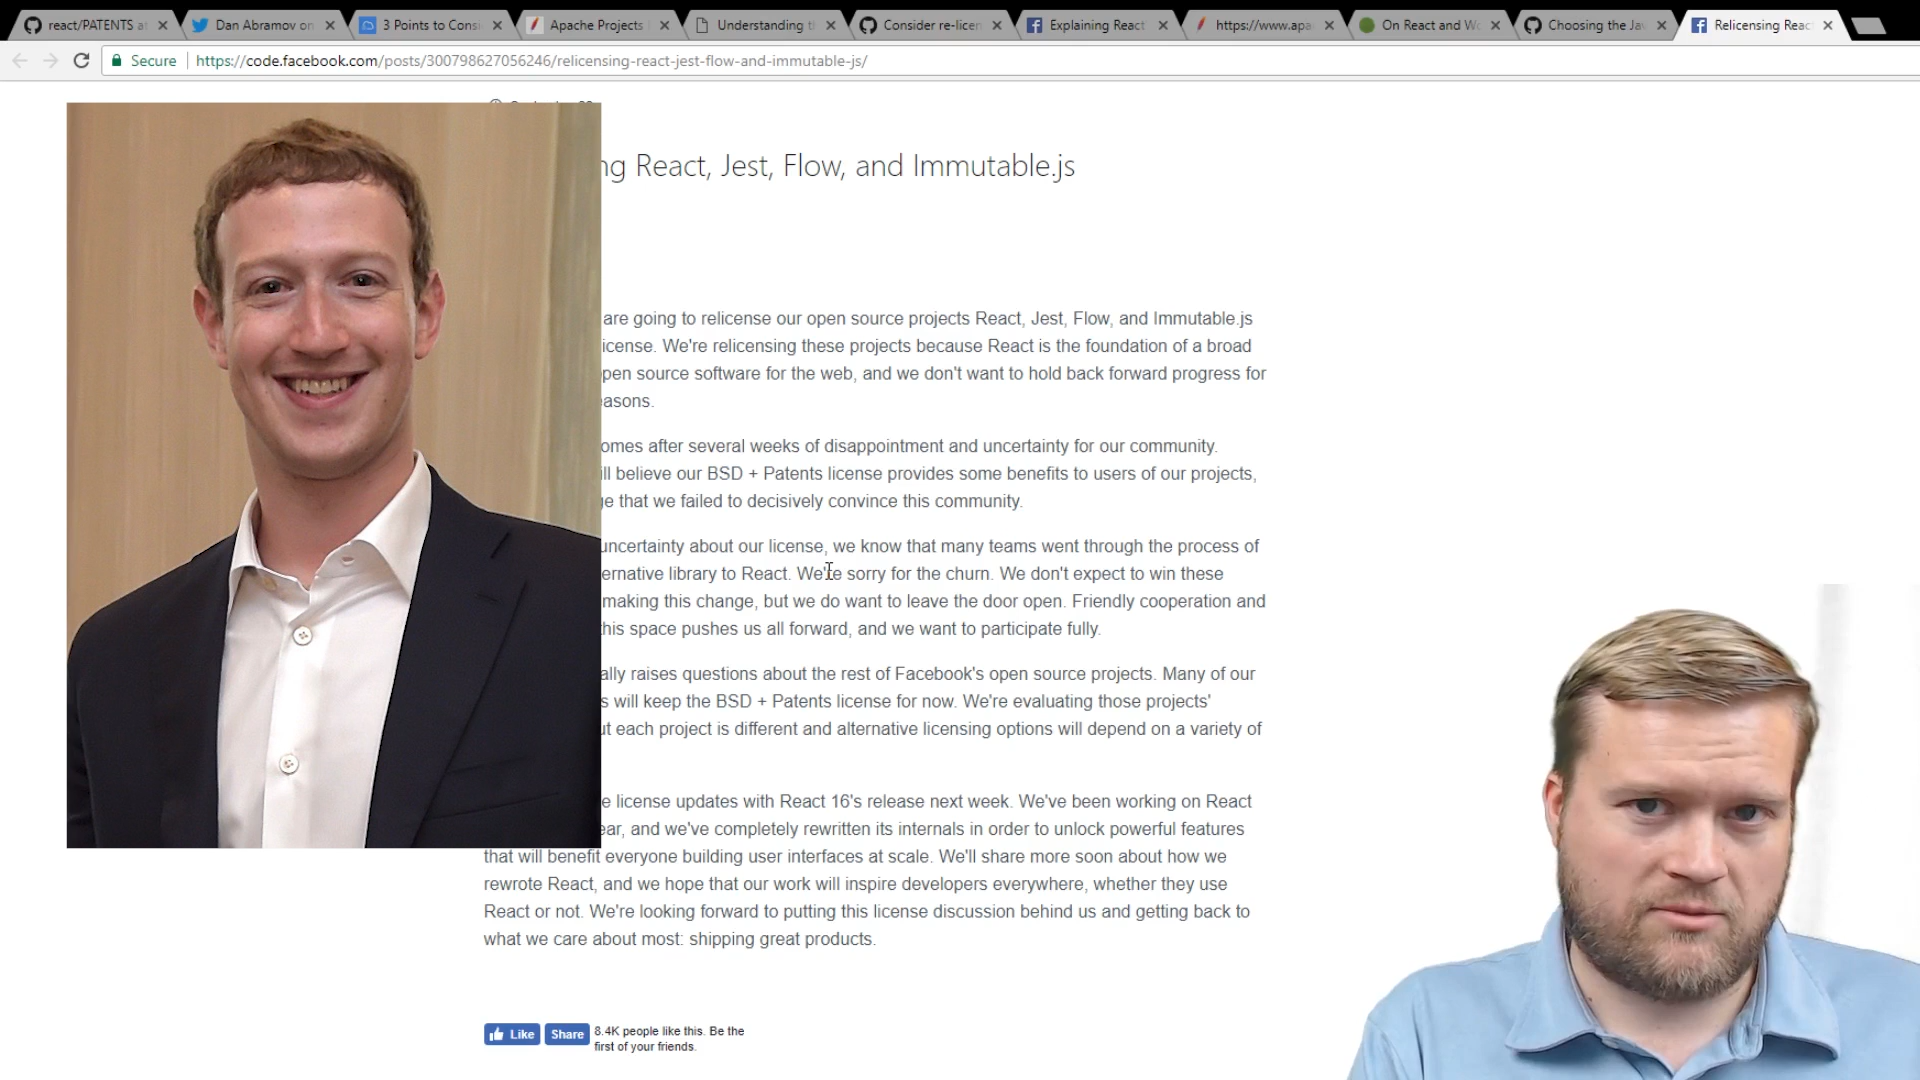 react/PATENTS at
Dan Abramov on
3 Points to Consi
Apache Projects
Understanding t
Consider re-licen
Explaining React
https://www.apa
On React and Wo
Choosing the Jav
Relicensing Reac
Secure
https://code.facebook.com/posts/300798627056246/relicensing-react-jest-flow-and-immutable-js/
ng React, Jest, Flow, and Immutable.js
are going to relicense our open source projects React, Jest, Flow, and Immutable.js
icense. We're relicensing these projects because React is the foundation of a broad
pen source software for the web, and we don't want to hold back forward progress for
easons.
omes after several weeks of disappointment and uncertainty for our community.
ill believe our BSD + Patents license provides some benefits to users of our projects,
ge that we failed to decisively convince this community.
uncertainty about our license, we know that many teams went through the process of
ernative library to React. We're sorry for the churn. We don't expect to win these
making this change, but we do want to leave the door open. Friendly cooperation and
this space pushes us all forward, and we want to participate fully.
ally raises questions about the rest of Facebook's open source projects. Many of our
s will keep the BSD + Patents license for now. We're evaluating those projects'
ut each project is different and alternative licensing options will depend on a variety of
e license updates with React 16's release next week. We've been working on React
ear, and we've completely rewritten its internals in order to unlock powerful features
that will benefit everyone building user interfaces at scale. We'll share more soon about how we
rewrote React, and we hope that our work will inspire developers everywhere, whether they use
React or not. We're looking forward to putting this license discussion behind us and getting back to
what we care about most: shipping great products.
Like
Share
8.4K people like this. Be the
first of your friends.